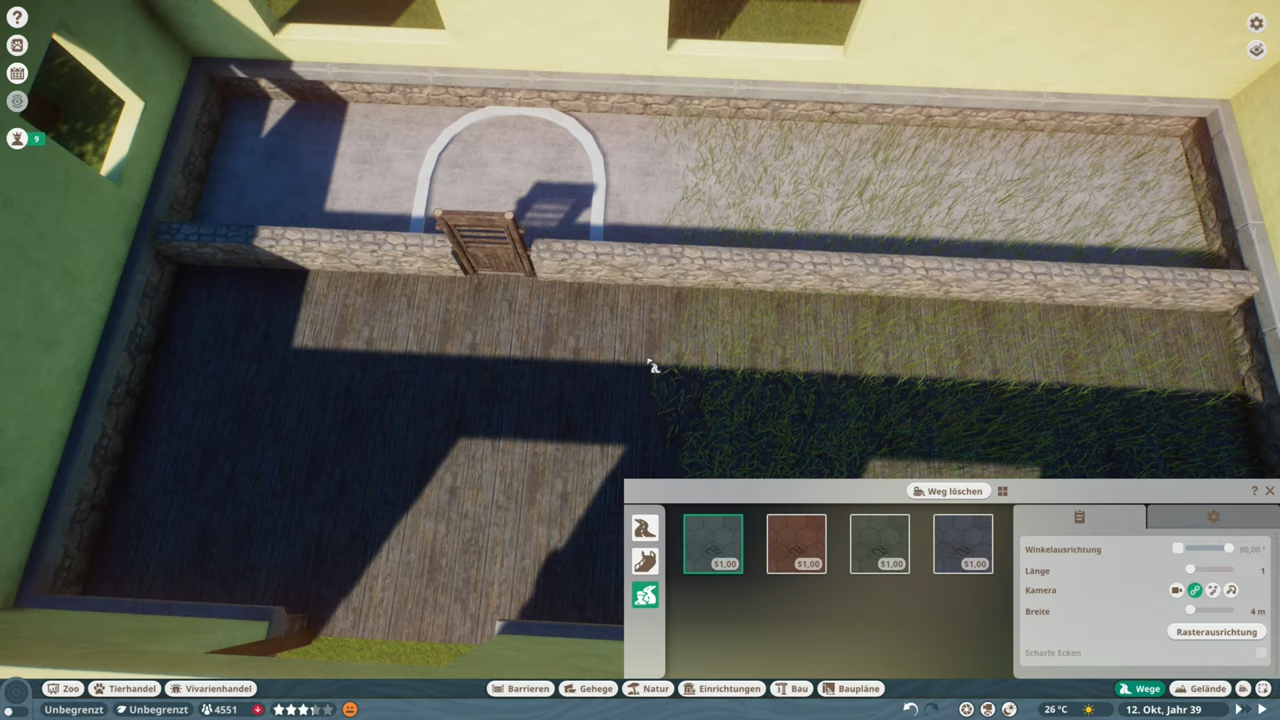 ?
9
Weg löschen
?
$1,00
$1,00
$1,00
$1,00
Winkelausrichtung
90,00 °
Länge
1
Kamera
Breite
4 m
Rasterausrichtung
Scharfe Ecken
Zoo
Tierhandel
Vivarienhandel
Barrieren
Gehege
Natur
Einrichtungen
Bau
Baupläne
Wege
Gelände
Unbegrenzt
Unbegrenzt
4551
26 °C
12. Okt, Jahr 39